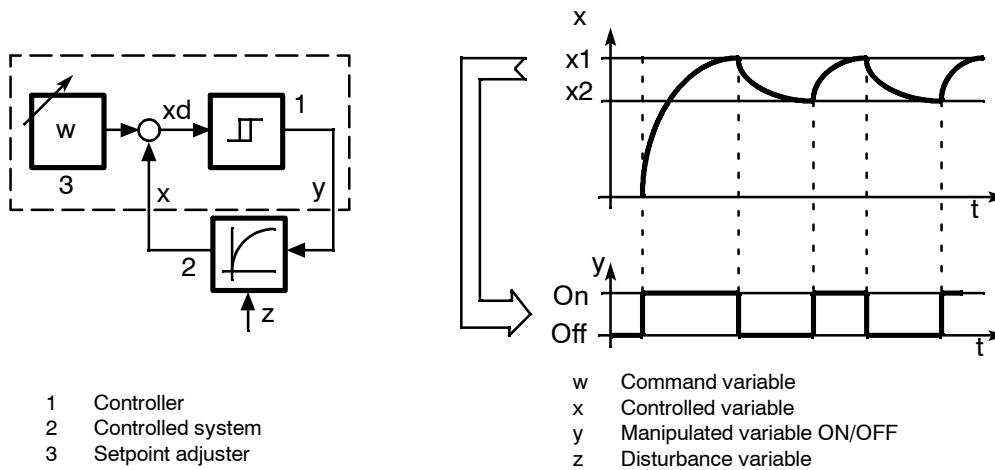 w
xd
1
3
x
y
2
z
x
x1
x2
t
y
On
Off
t
1 Controller
2 Controlled system
3 Setpoint adjuster
w Command variable
x Controlled variable
y Manipulated variable ON/OFF
z Disturbance variable